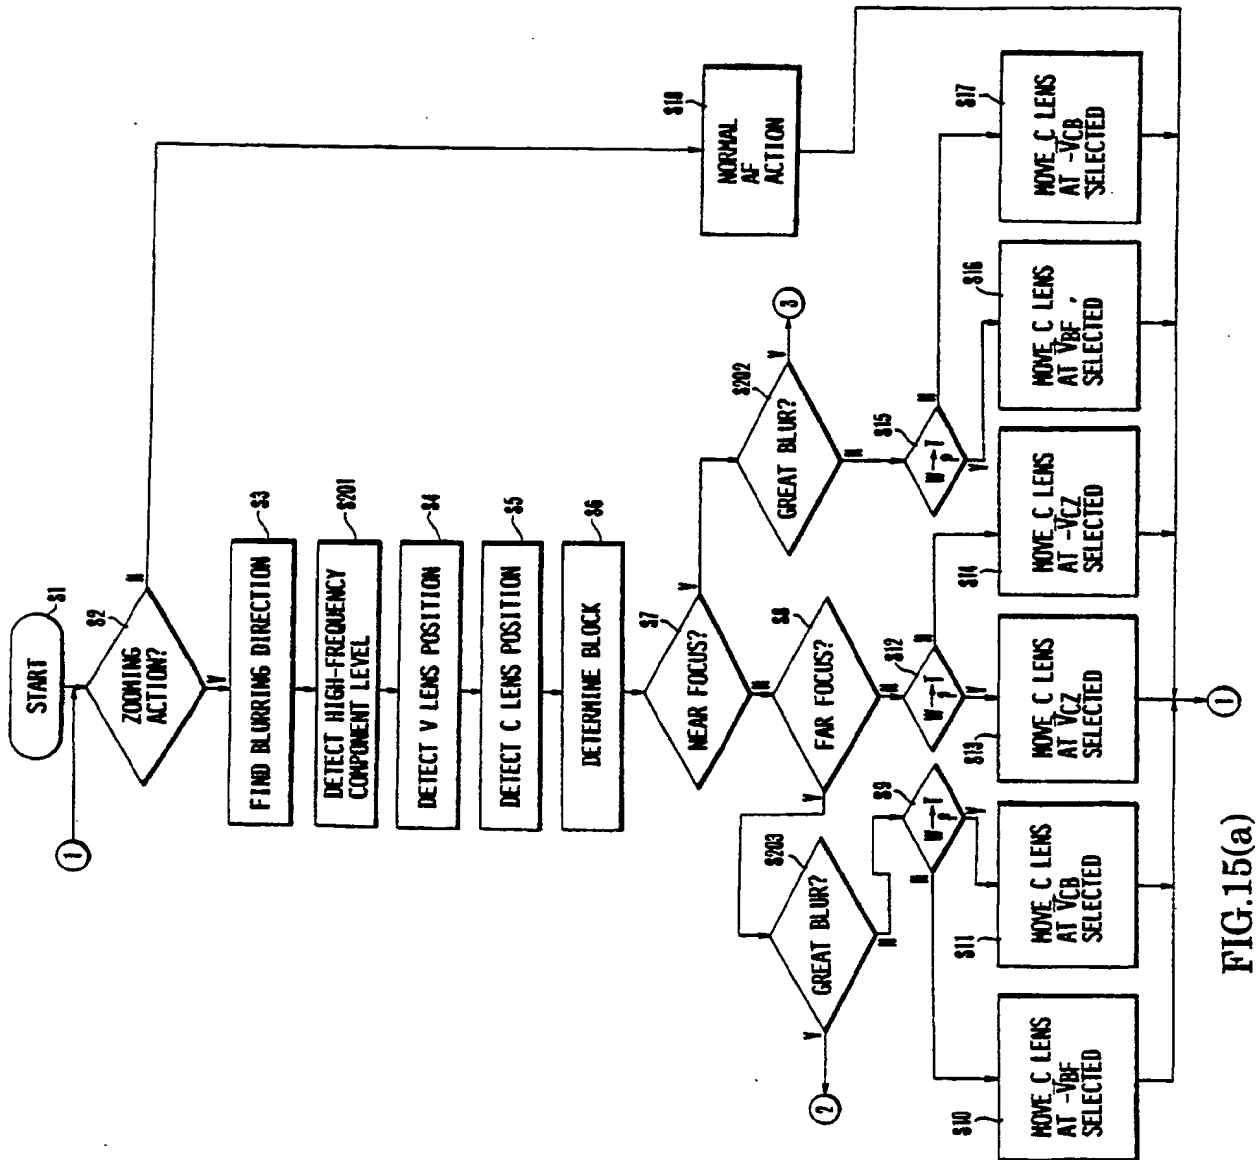 START
S1
1
S2
ZOOMING
ACTION?
N
Y
S3
FIND BLURRING DIRECTION
S201
DETECT HIGH-FREQUENCY
COMPONENT LEVEL
S4
DETECT V LENS POSITION
S5
DETECT C LENS POSITION
S6
DETERMINE BLOCK
S18
NORMAL
AF
ACTION
S7
NEAR FOCUS?
Y
N
S202
GREAT BLUR?
Y
3
N
S8
FAR FOCUS?
Y
N
S203
GREAT BLUR?
Y
2
N
S9
W→T
?
N
Y
S12
W→T
?
N
Y
S15
W→T
?
N
Y
S10
MOVE C LENS
AT -VBF
SELECTED
S11
MOVE C LENS
AT VCB
SELECTED
S13
MOVE C LENS
AT VCZ
SELECTED
S14
MOVE C LENS
AT -VCZ
SELECTED
S16
MOVE C LENS
AT VBF,
SELECTED
S17
MOVE C LENS
AT -VCB
SELECTED
1
FIG.15(a)